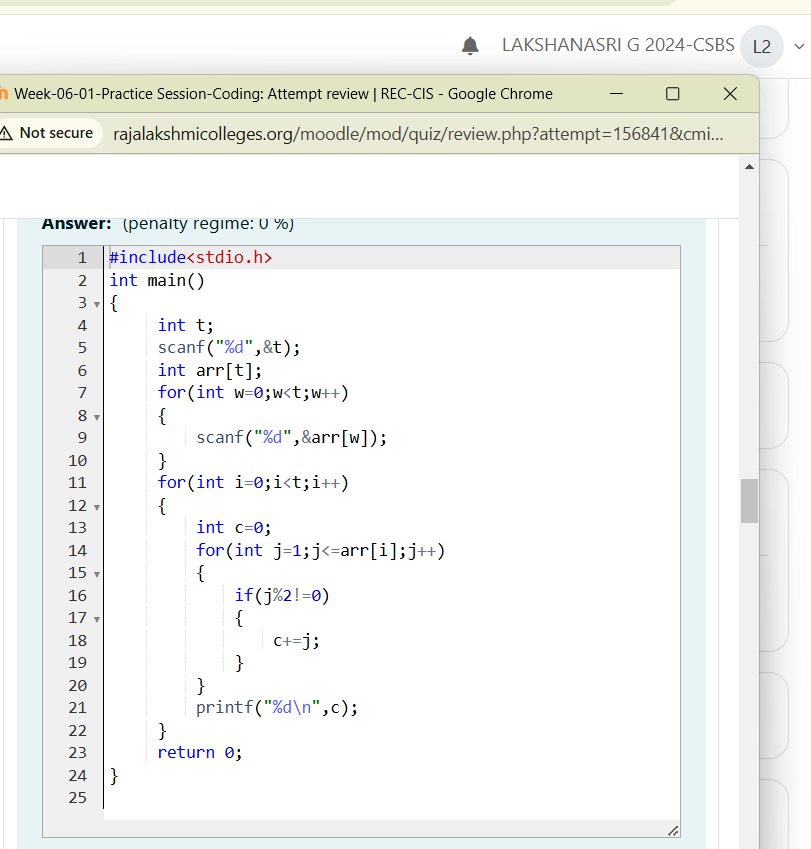 LAKSHANASRI G 2024-CSBS L2
Week-06-01-Practice Session-Coding: Attempt review | REC-CIS - Google Chrome
Not secure rajalakshmicolleges.org/moodle/mod/quiz/review.php?attempt=156841&cmi...
Answer: (penalty regime: 0 %)
1 #include<stdio.h>
2 int main()
3 {
4 int t;
5 scanf("%d",&t);
6 int arr[t];
7 for(int w=0;w<t;w++)
8 {
9 scanf("%d",&arr[w]);
10 }
11 for(int i=0;i<t;i++)
12 {
13 int c=0;
14 for(int j=1;j<=arr[i];j++)
15 {
16 if(j%2!=0)
17 {
18 c+=j;
19 }
20 }
21 printf("%d\n",c);
22 }
23 return 0;
24 }
25